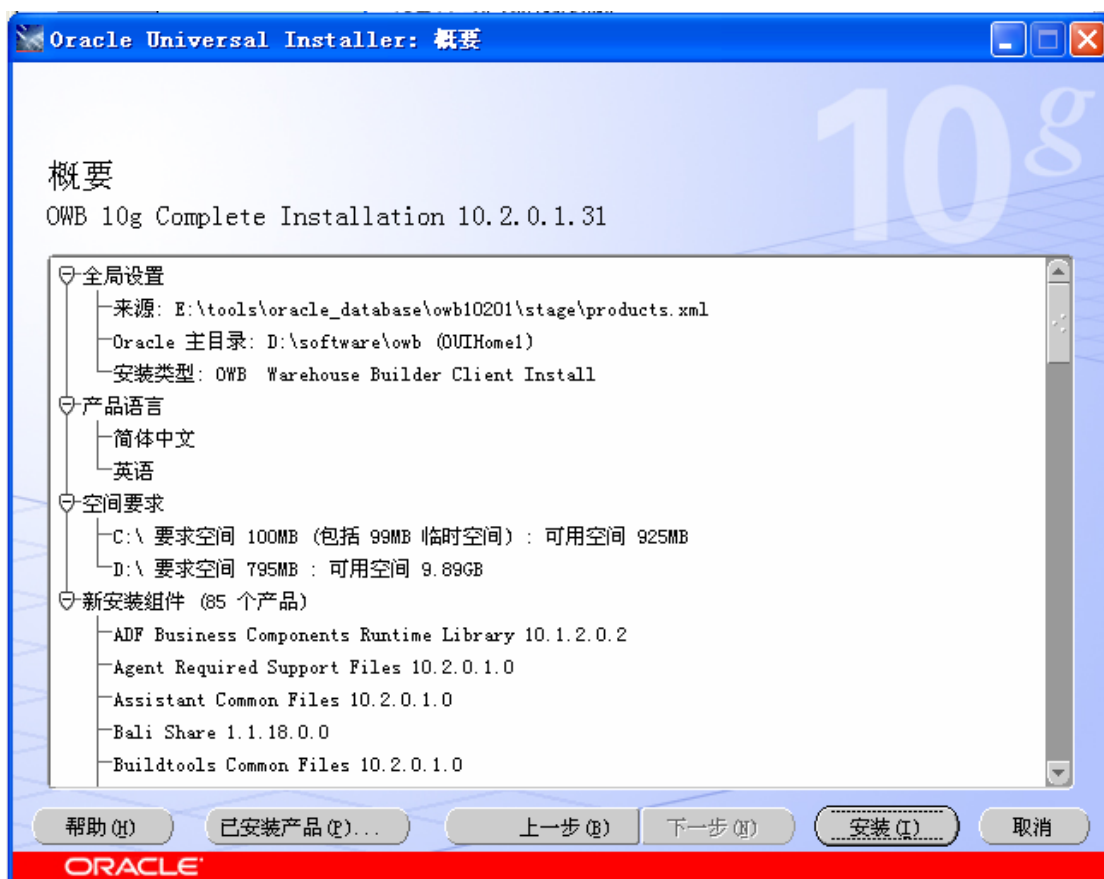 Oracle Universal Installer: 概要
10g
概要
OWB 10g Complete Installation 10.2.0.1.31
全局设置
来源: E:\tools\oracle_database\owb10201\stage\products.xml
Oracle 主目录: D:\software\owb (OUIHome1)
安装类型: OWB Warehouse Builder Client Install
产品语言
简体中文
英语
空间要求
C:\ 要求空间 100MB (包括 99MB 临时空间) : 可用空间 925MB
D:\ 要求空间 795MB : 可用空间 9.89GB
新安装组件 (85 个产品)
ADF Business Components Runtime Library 10.1.2.0.2
Agent Required Support Files 10.2.0.1.0
Assistant Common Files 10.2.0.1.0
Bali Share 1.1.18.0.0
Buildtools Common Files 10.2.0.1.0
帮助(H) 已安装产品(P)... 上一步(B) 下一步(N) 安装(I) 取消
ORACLE